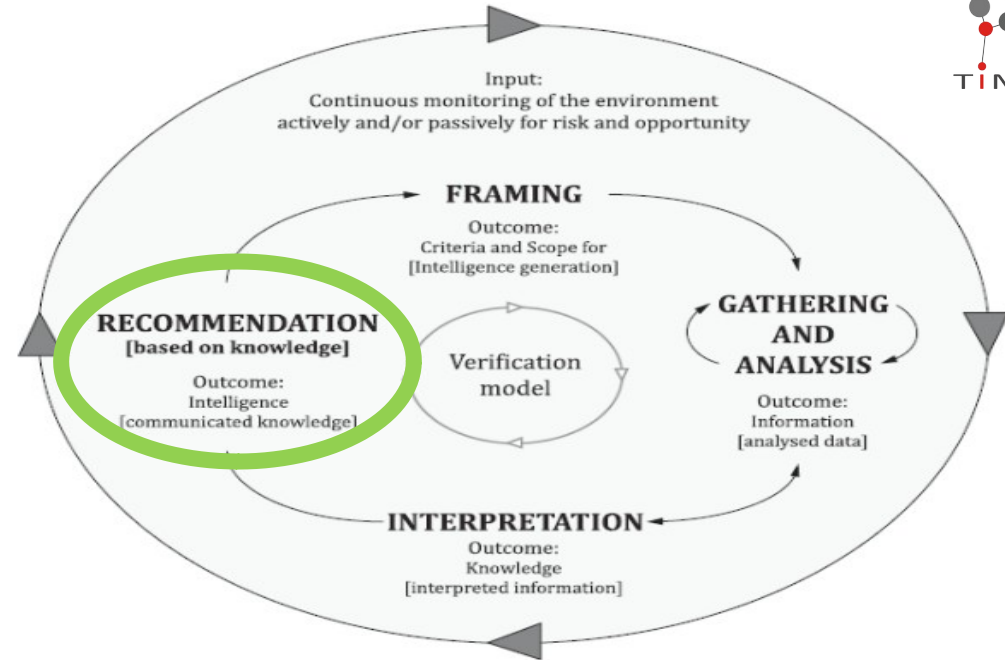 Input:
Continuous monitoring of the environment
actively and/or passively for risk and opportunity
FRAMING
Outcome:
Criteria and Scope for
[Intelligence generation]
RECOMMENDATION
[based on knowledge]
Outcome:
Intelligence
[communicated knowledge]
Verification
model
GATHERING
AND
ANALYSIS
Outcome:
Information
[analysed data]
INTERPRETATION
Outcome:
Knowledge
[interpreted information]